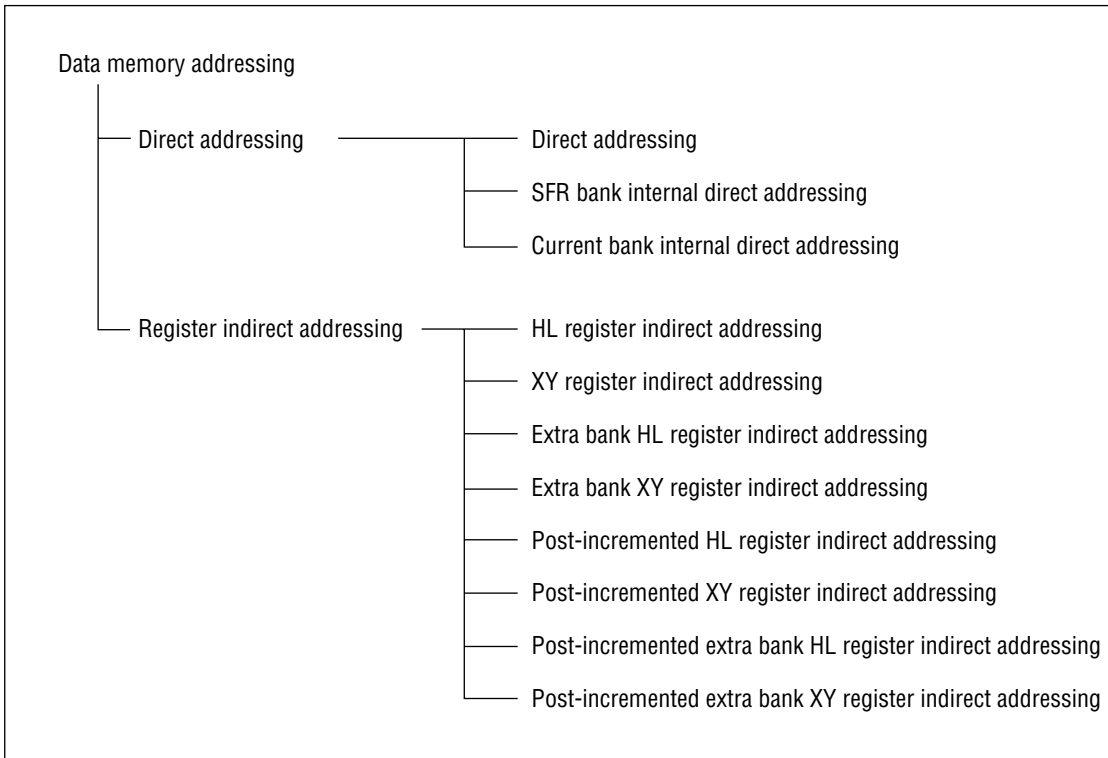 Data memory addressing
Direct addressing
Direct addressing
SFR bank internal direct addressing
Current bank internal direct addressing
Register indirect addressing
HL register indirect addressing
XY register indirect addressing
Extra bank HL register indirect addressing
Extra bank XY register indirect addressing
Post-incremented HL register indirect addressing
Post-incremented XY register indirect addressing
Post-incremented extra bank HL register indirect addressing
Post-incremented extra bank XY register indirect addressing